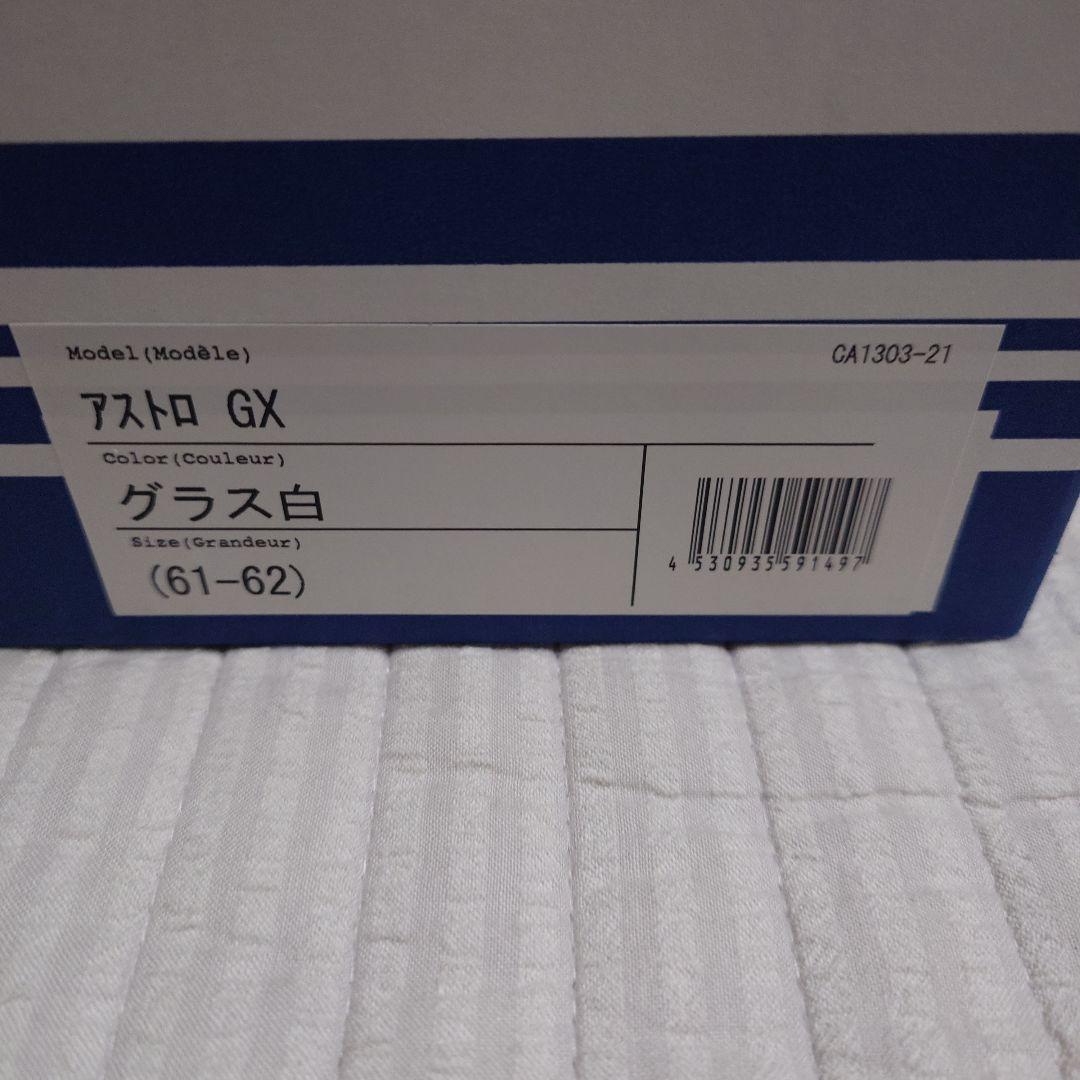 Model(Modèle)
CA1303-21
ｱｽﾄﾛ GX
Color(Couleur)
グラス白
Size(Grandeur)
(61-62)
4 530935 591497